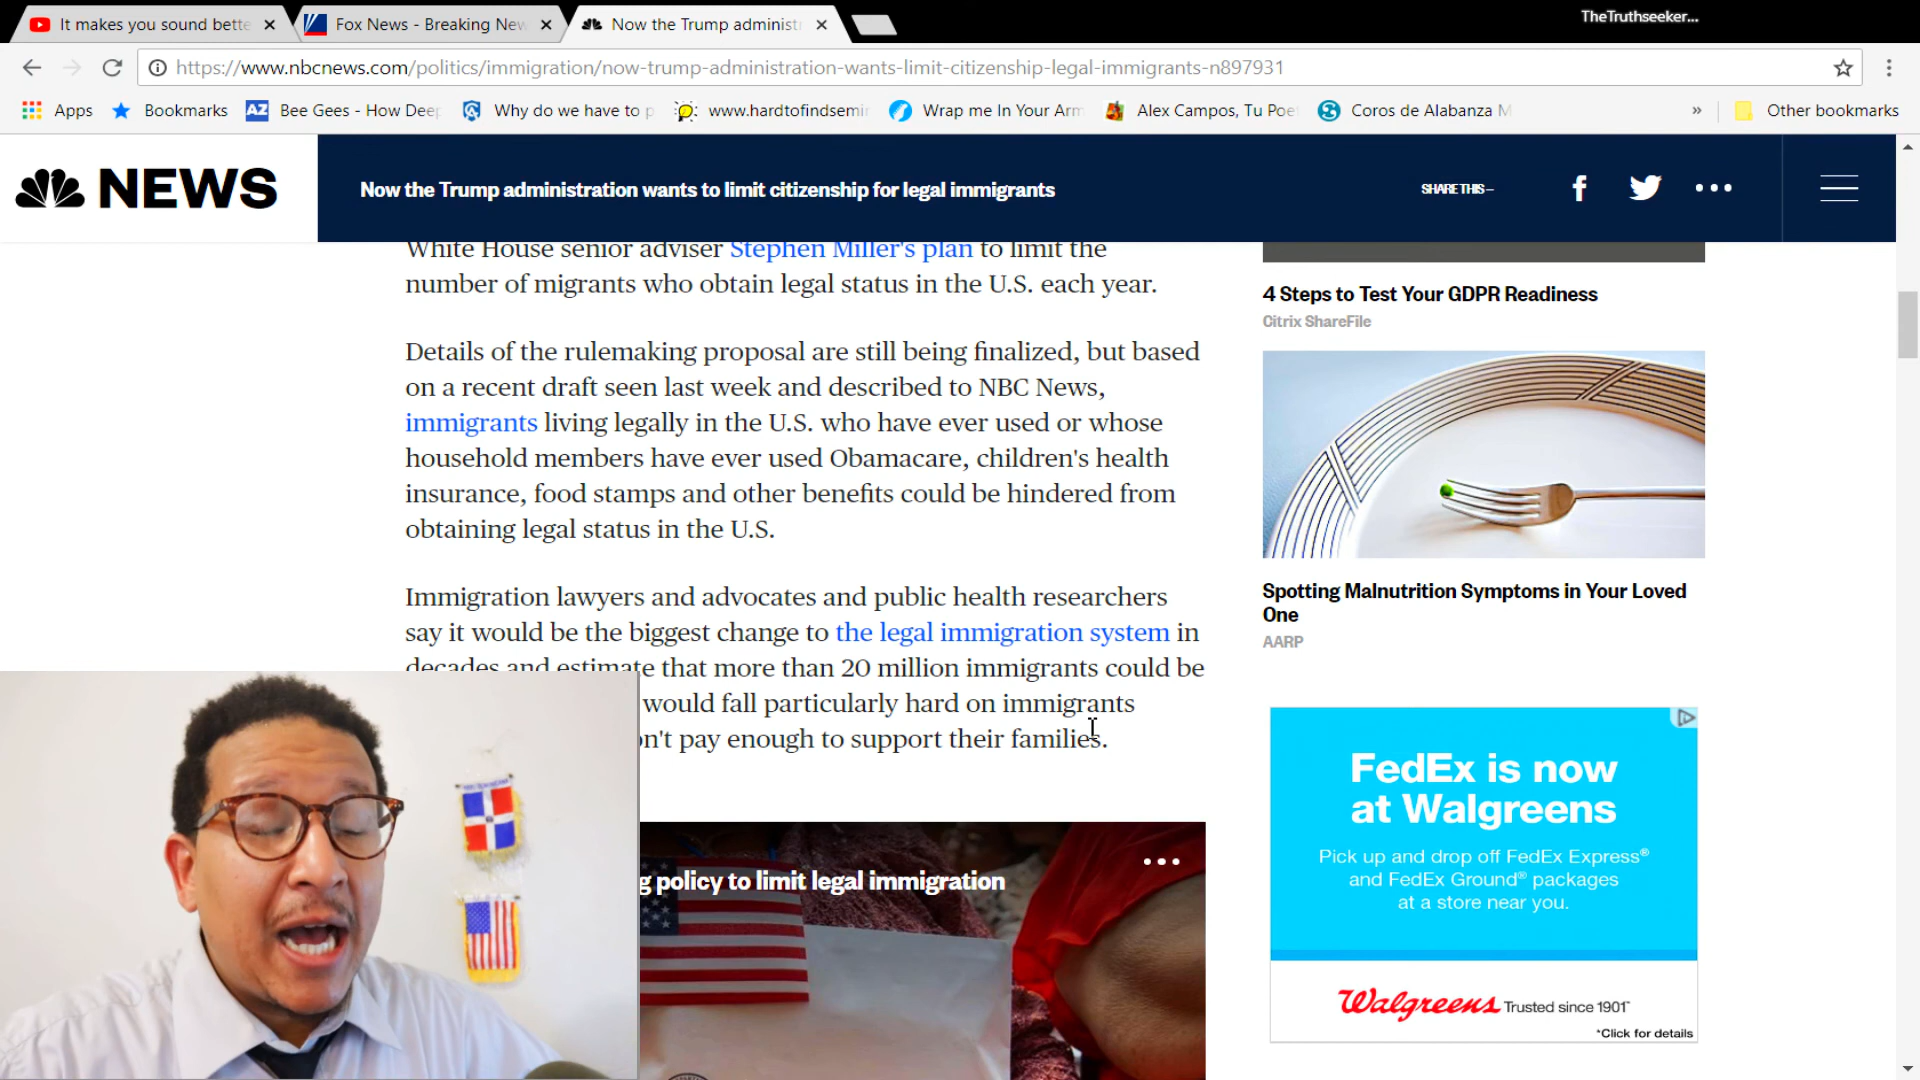 TheTruthseeker...
It makes you sound bette
Fox News - Breaking New
Now the Trump administ
https://www.nbcnews.com/politics/immigration/now-trump-administration-wants-limit-citizenship-legal-immigrants-n897931
Apps
Bookmarks
AZ
Bee Gees - How Deep
Why do we have to p
www.hardtofindsemi
Wrap me In Your Arm
Alex Campos, Tu Poe
Coros de Alabanza M
»
Other bookmarks
NEWS
Now the Trump administration wants to limit citizenship for legal immigrants
SHARE THIS —
White House senior adviser Stephen Miller's plan to limit the
number of migrants who obtain legal status in the U.S. each year.
Details of the rulemaking proposal are still being finalized, but based
on a recent draft seen last week and described to NBC News,
immigrants living legally in the U.S. who have ever used or whose
household members have ever used Obamacare, children's health
insurance, food stamps and other benefits could be hindered from
obtaining legal status in the U.S.
Immigration lawyers and advocates and public health researchers
say it would be the biggest change to the legal immigration system in
decades and estimate that more than 20 million immigrants could be
would fall particularly hard on immigrants
n't pay enough to support their families.
g policy to limit legal immigration
4 Steps to Test Your GDPR Readiness
Citrix ShareFile
Spotting Malnutrition Symptoms in Your Loved
One
AARP
FedEx is now
at Walgreens
Pick up and drop off FedEx Express®
and FedEx Ground® packages
at a store near you.
Walgreens Trusted since 1901™
*Click for details